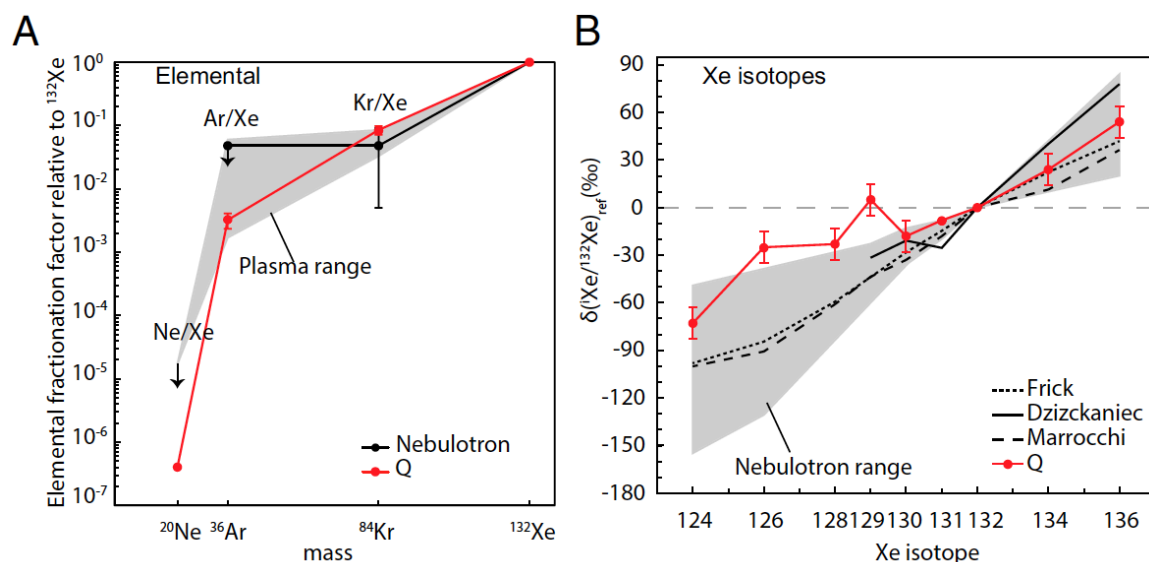 A
Elemental fractionation factor relative to ¹³²Xe
10⁰
10⁻¹
10⁻²
10⁻³
10⁻⁴
10⁻⁵
10⁻⁶
10⁻⁷
Elemental
Ar/Xe
Kr/Xe
Plasma range
Ne/Xe
Nebulotron
Q
²⁰Ne ³⁶Ar ⁸⁴Kr ¹³²Xe
mass
B
δ(ⁱXe/¹³²Xe)ref (‰)
90
60
30
0
-30
-60
-90
-120
-150
-180
Xe isotopes
Nebulotron range
Frick
Dzizckaniec
Marrocchi
Q
124 126 128 129 130 131 132 134 136
Xe isotope